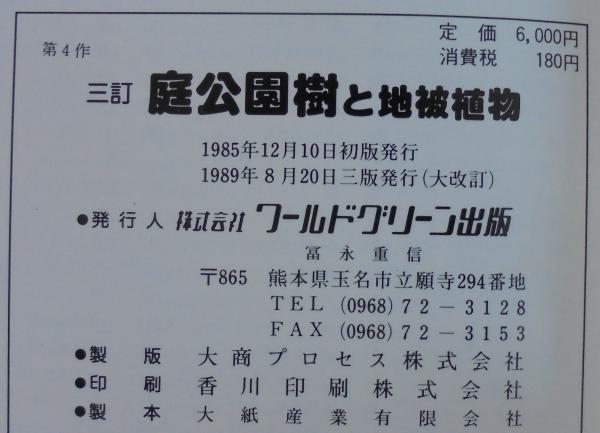 定価 6,000円
第4作
消費税 180円
三訂 庭公園樹と地被植物
1985年12月10日初版発行
1989年8月20日三版発行(大改訂)
●発行人 株式会社 ワールドグリーン出版
冨永重信
〒865 熊本県玉名市立願寺294番地
TEL (0968) 72－3128
FAX (0968) 72－3153
●製版 大商プロセス株式会社
●印刷 香川印刷株式会社
●製本 大紙産業有限会社